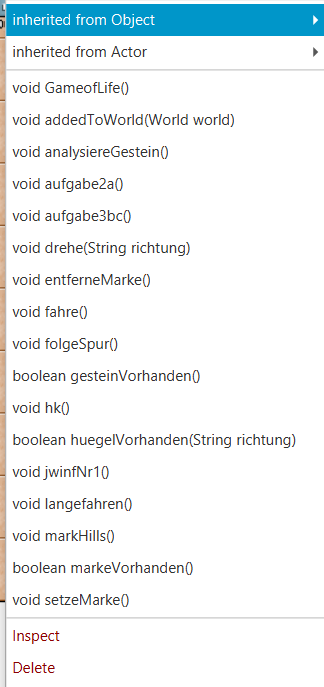 inherited from Object
inherited from Actor
void GameofLife()
void addedToWorld(World world)
void analysiereGestein()
void aufgabe2a()
void aufgabe3bc()
void drehe(String richtung)
void entferneMarke()
void fahre()
void folgeSpur()
boolean gesteinVorhanden()
void hk()
boolean huegelVorhanden(String richtung)
void jwinfNr1()
void langefahren()
void markHills()
boolean markeVorhanden()
void setzeMarke()
Inspect
Delete